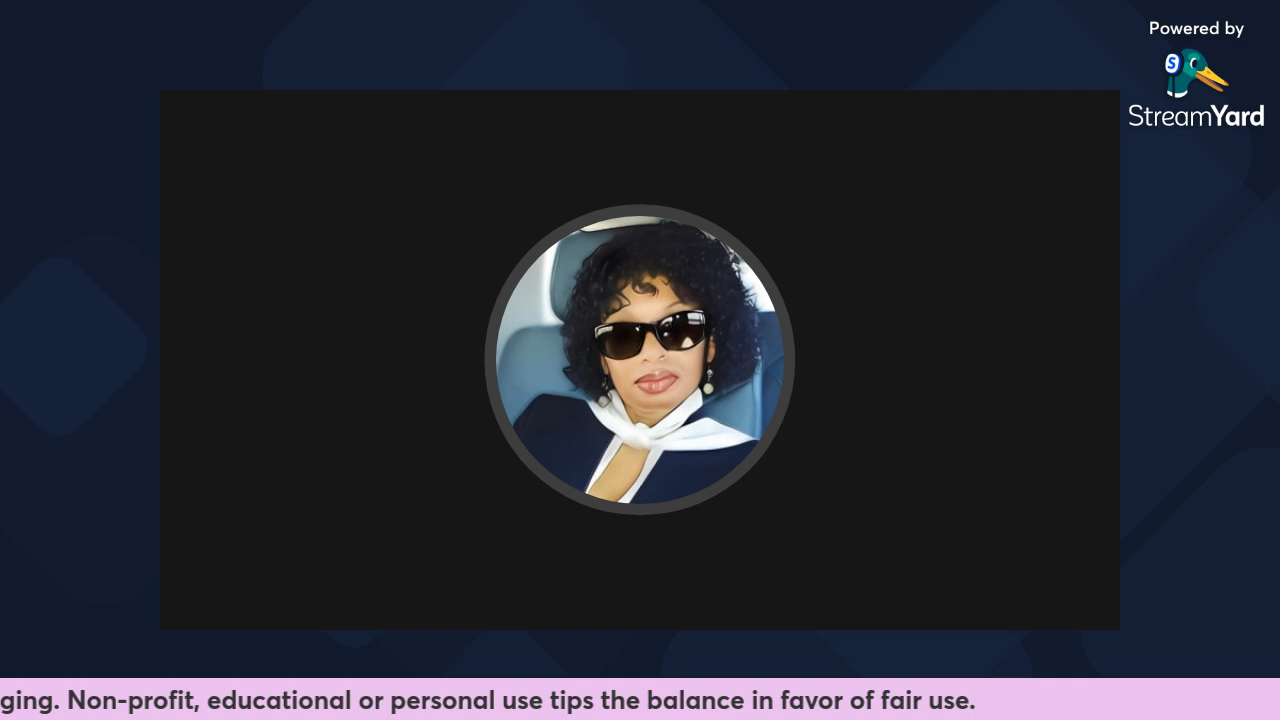 Powered by
S
StreamYard
ging. Non-profit, educational or personal use tips the balance in favor of fair use.